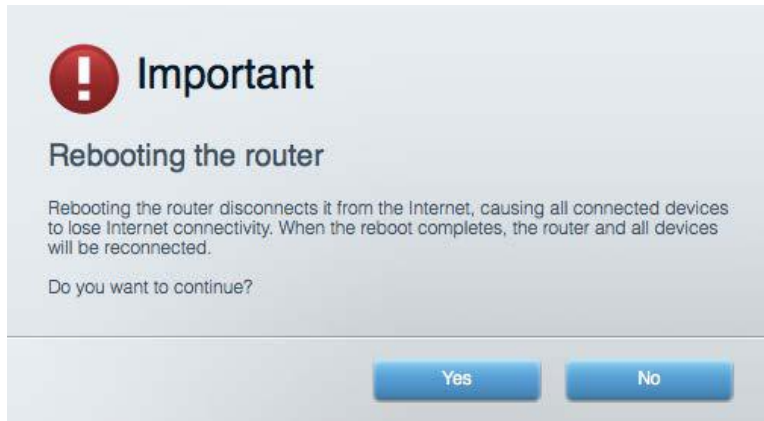 Important
Rebooting the router
Rebooting the router disconnects it from the Internet, causing all connected devices
to lose Internet connectivity. When the reboot completes, the router and all devices
will be reconnected.
Do you want to continue?
Yes No